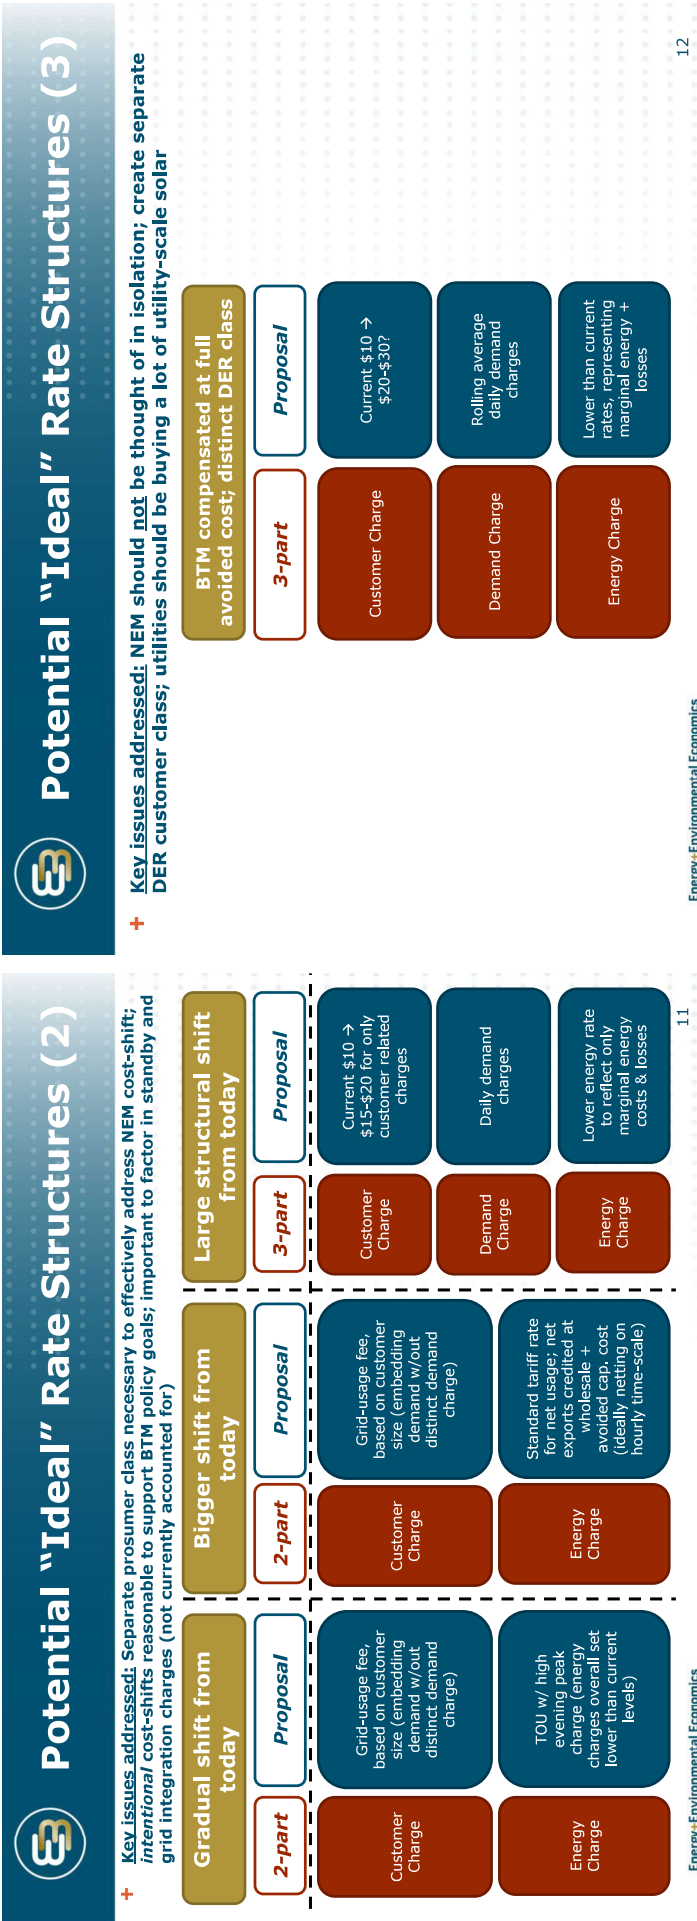 Potential “Ideal” Rate Structures (2)
+ Key issues addressed: Separate prosumer class necessary to effectively address NEM cost-shift;
intentional cost-shifts reasonable to support BTM policy goals; important to factor in standby and
grid integration charges (not currently accounted for)
Gradual shift from
today
2-part
Proposal
Customer
Charge
Grid-usage fee,
based on customer
size (embedding
demand w/out
distinct demand
charge)
Energy
Charge
TOU w/ high
evening peak
charge (energy
charges overall set
lower than current
levels)
Bigger shift from
today
2-part
Proposal
Customer
Charge
Grid-usage fee,
based on customer
size (embedding
demand w/out
distinct demand
charge)
Energy
Charge
Standard tariff rate
for net usage; net
exports credited at
wholesale +
avoided cap. cost
(ideally netting on
hourly time-scale)
Large structural shift
from today
3-part
Proposal
Customer
Charge
Current $10 →
$15-$20 for only
customer related
charges
Demand
Charge
Daily demand
charges
Energy
Charge
Lower energy rate
to reflect only
marginal energy
costs & losses
Energy+Environmental Economics
11
Potential “Ideal” Rate Structures (3)
+ Key issues addressed: NEM should not be thought of in isolation; create separate
DER customer class; utilities should be buying a lot of utility-scale solar
BTM compensated at full
avoided cost; distinct DER class
3-part
Proposal
Customer Charge
Current $10 →
$20-$30?
Demand Charge
Rolling average
daily demand
charges
Energy Charge
Lower than current
rates, representing
marginal energy +
losses
Energy+Environmental Economics
12